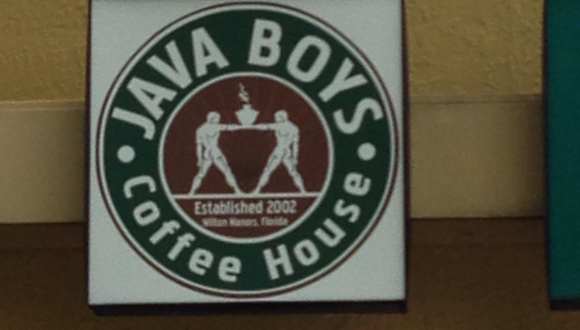 JAVA BOYS
Established 2002
Wilton Manors, Florida
Coffee House